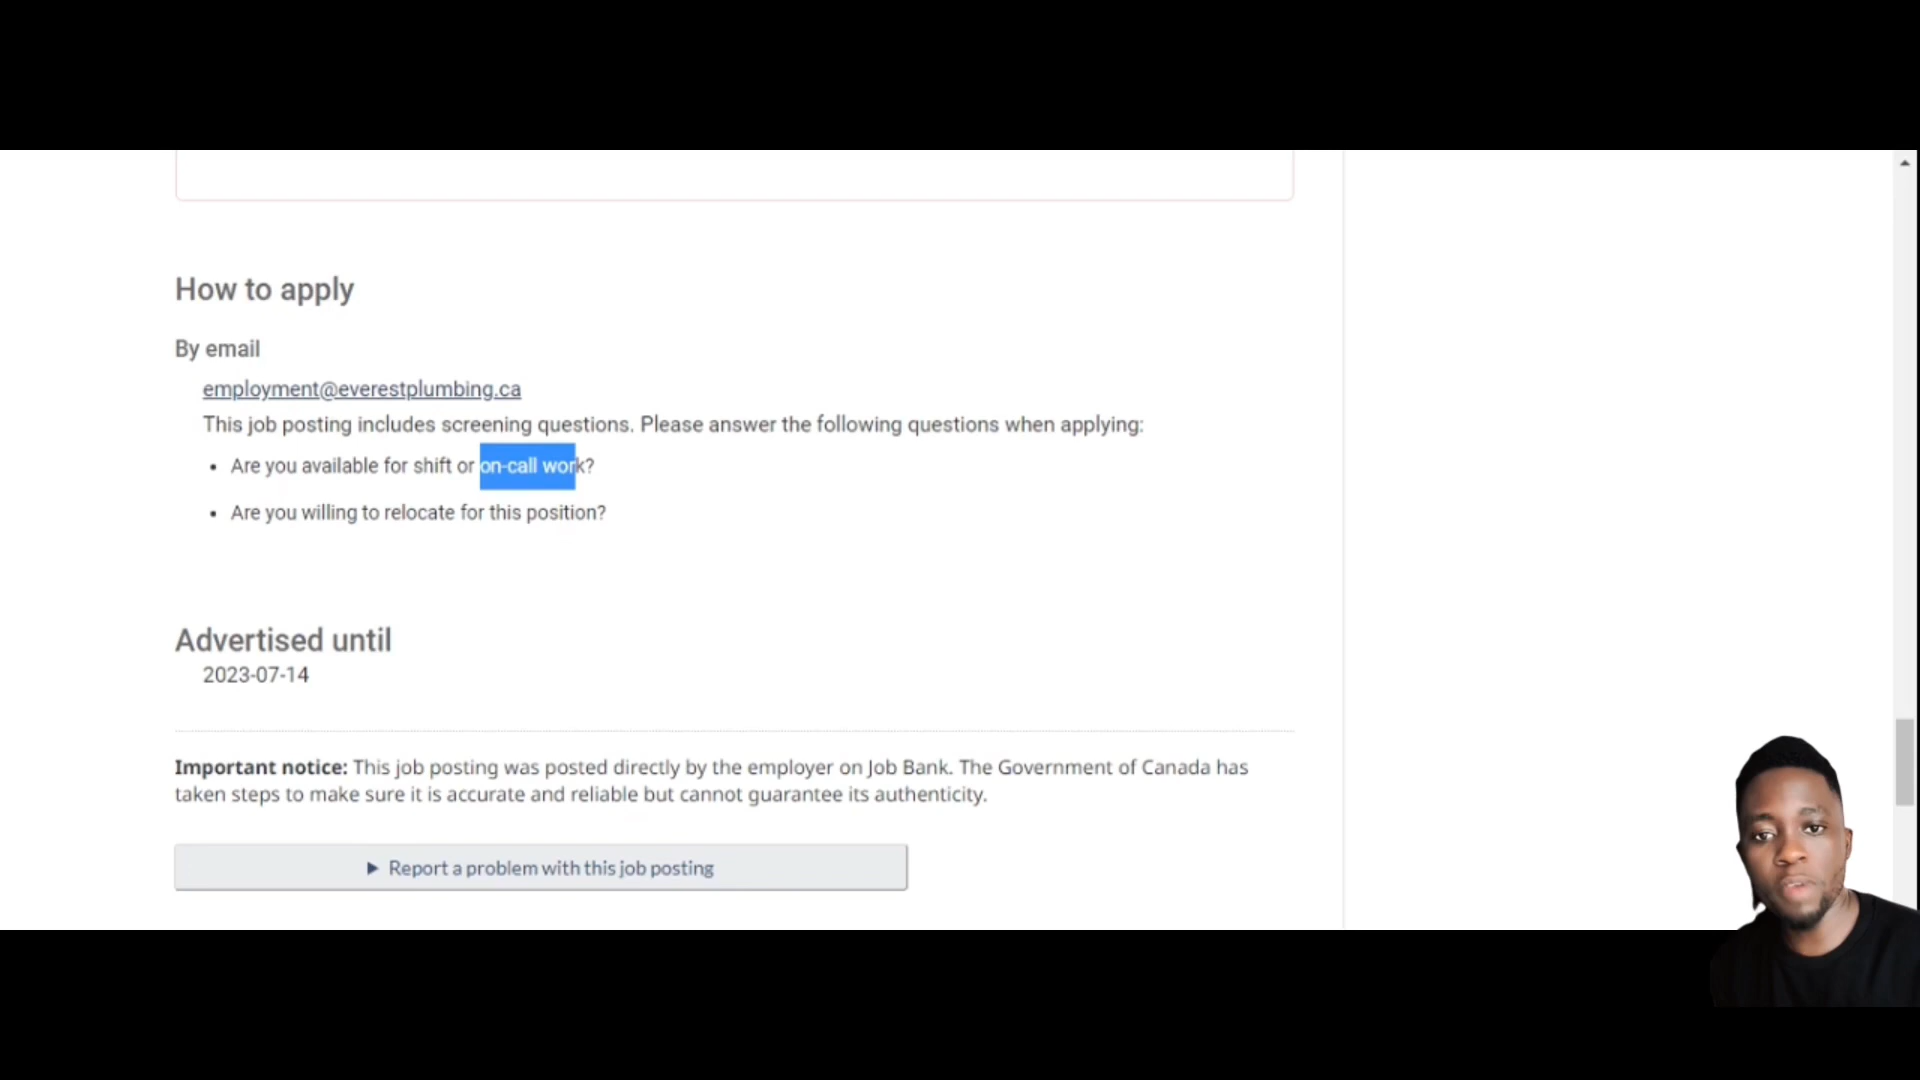 How to apply
By email
employment@everestplumbing.ca
This job posting includes screening questions. Please answer the following questions when applying:
• Are you available for shift or on-call work?
• Are you willing to relocate for this position?
Advertised until
2023-07-14
Important notice: This job posting was posted directly by the employer on Job Bank. The Government of Canada has
taken steps to make sure it is accurate and reliable but cannot guarantee its authenticity.
▶ Report a problem with this job posting